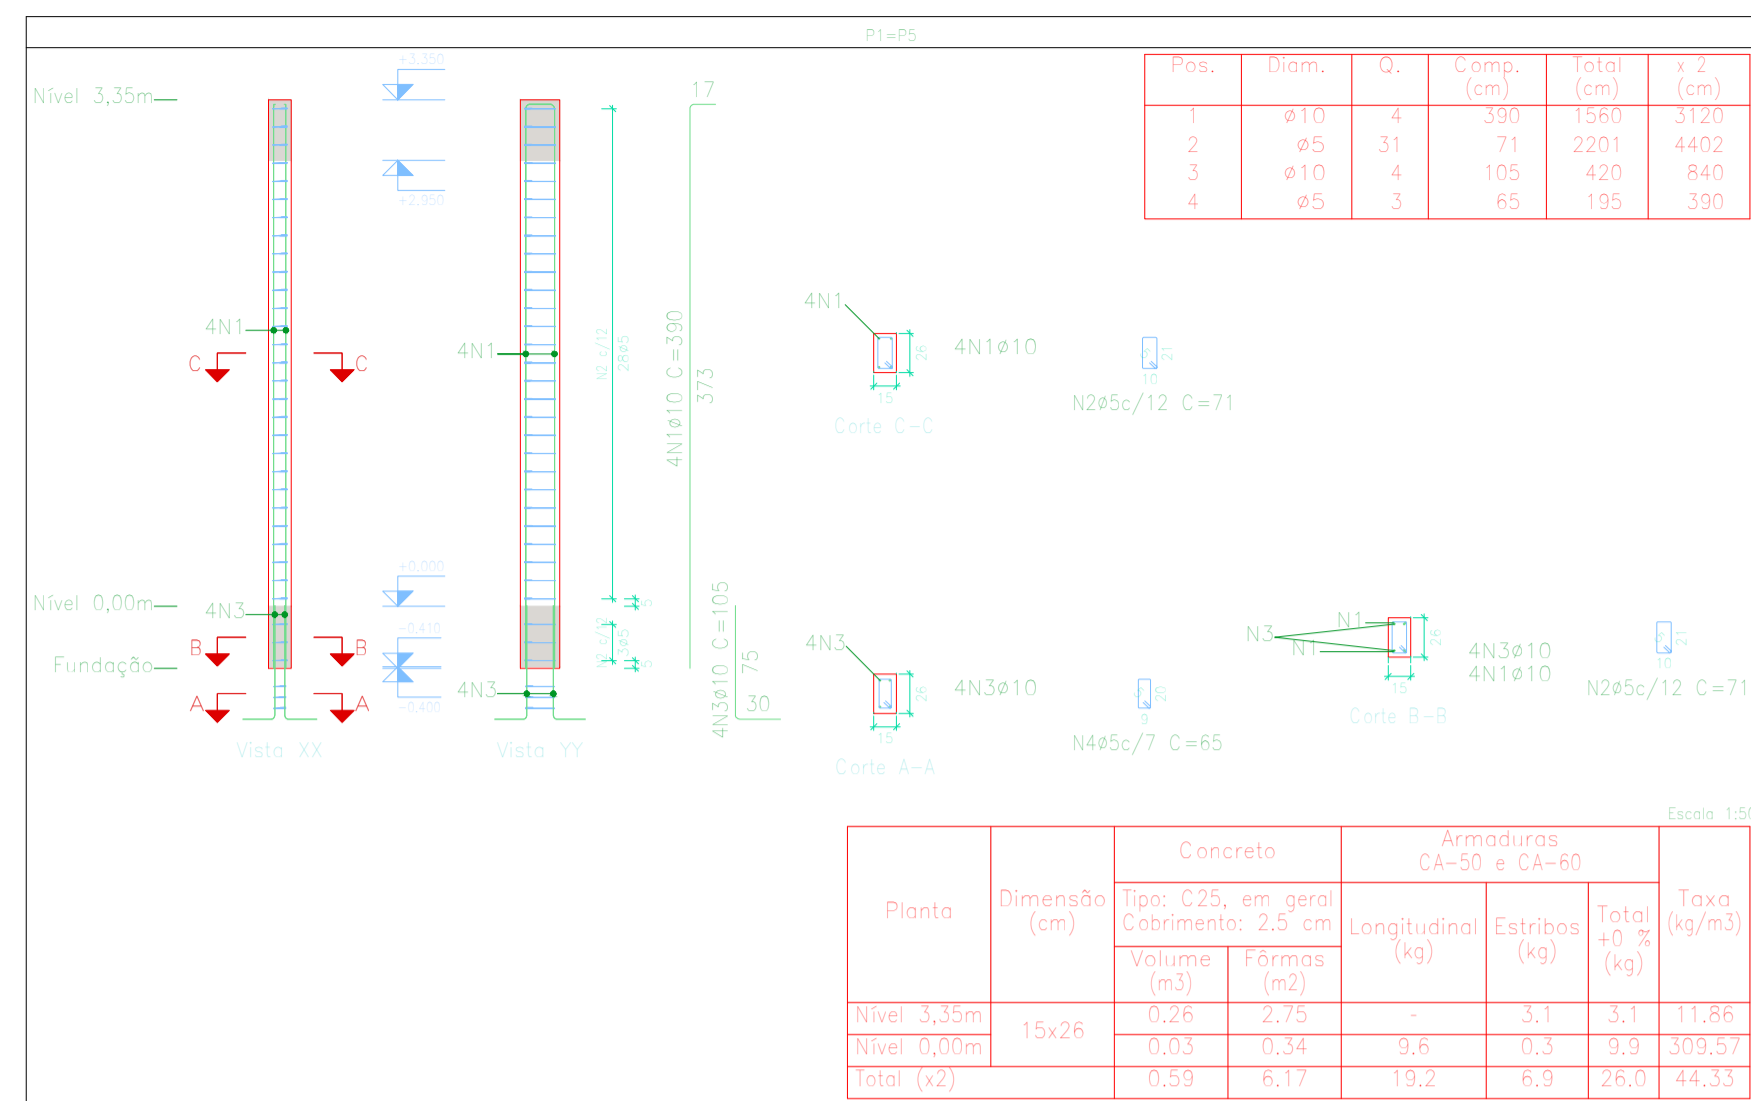 P1=P5
Pos. Diam. Q. Comp. (cm) Total (cm) x 2 (cm)
1 ø10 4 390 1560 3120
2 ø5 31 71 2201 4402
3 ø10 4 105 420 840
4 ø5 3 65 195 390
Nível 3,35m
+3.350
+2.950
17
4N1
4N1
C C
N2 c/12
28ø5
4N1ø10 C=390
373
4N1
26
15
4N1ø10
Corte C-C
21
10
N2ø5c/12 C=71
+0.000
Nível 0,00m
4N3
-0.410
B B
Fundação
-0.400
A A
4N3
5
N2 c/12
3ø5
5
4N3ø10 C=105
75
30
Vista XX
Vista YY
4N3
26
15
4N3ø10
Corte A-A
20
9
N4ø5c/7 C=65
N1
N3
N1
26
15
4N3ø10
4N1ø10
Corte B-B
21
10
N2ø5c/12 C=71
Escala 1:50
Planta
Dimensão
(cm)
Concreto
Tipo: C25, em geral
Cobrimento: 2.5 cm
Volume
(m3)
Fôrmas
(m2)
Armaduras
CA-50 e CA-60
Longitudinal
(kg)
Estribos
(kg)
Total
+0 %
(kg)
Taxa
(kg/m3)
Nível 3,35m 15x26 0.26 2.75 - 3.1 3.1 11.86
Nível 0,00m 0.03 0.34 9.6 0.3 9.9 309.57
Total (x2) 0.59 6.17 19.2 6.9 26.0 44.33